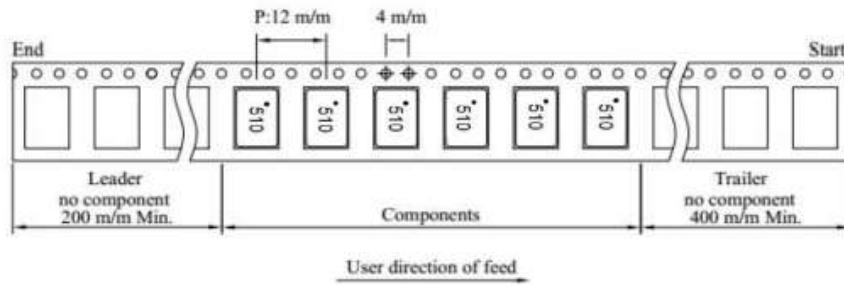 P:12 m/m
4 m/m
End
Start
510
510
510
510
510
510
Leader
no component
200 m/m Min.
Components
Trailer
no component
400 m/m Min.
User direction of feed